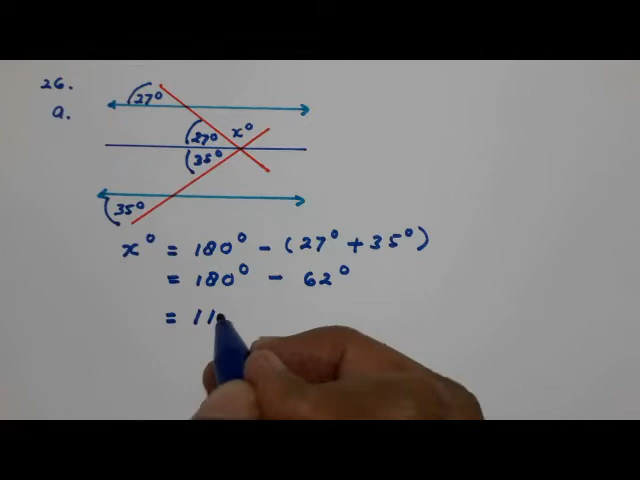 26.
a.
27°
27° x°
35°
35°
x° = 180° - (27° + 35°)
= 180° - 62°
= 11